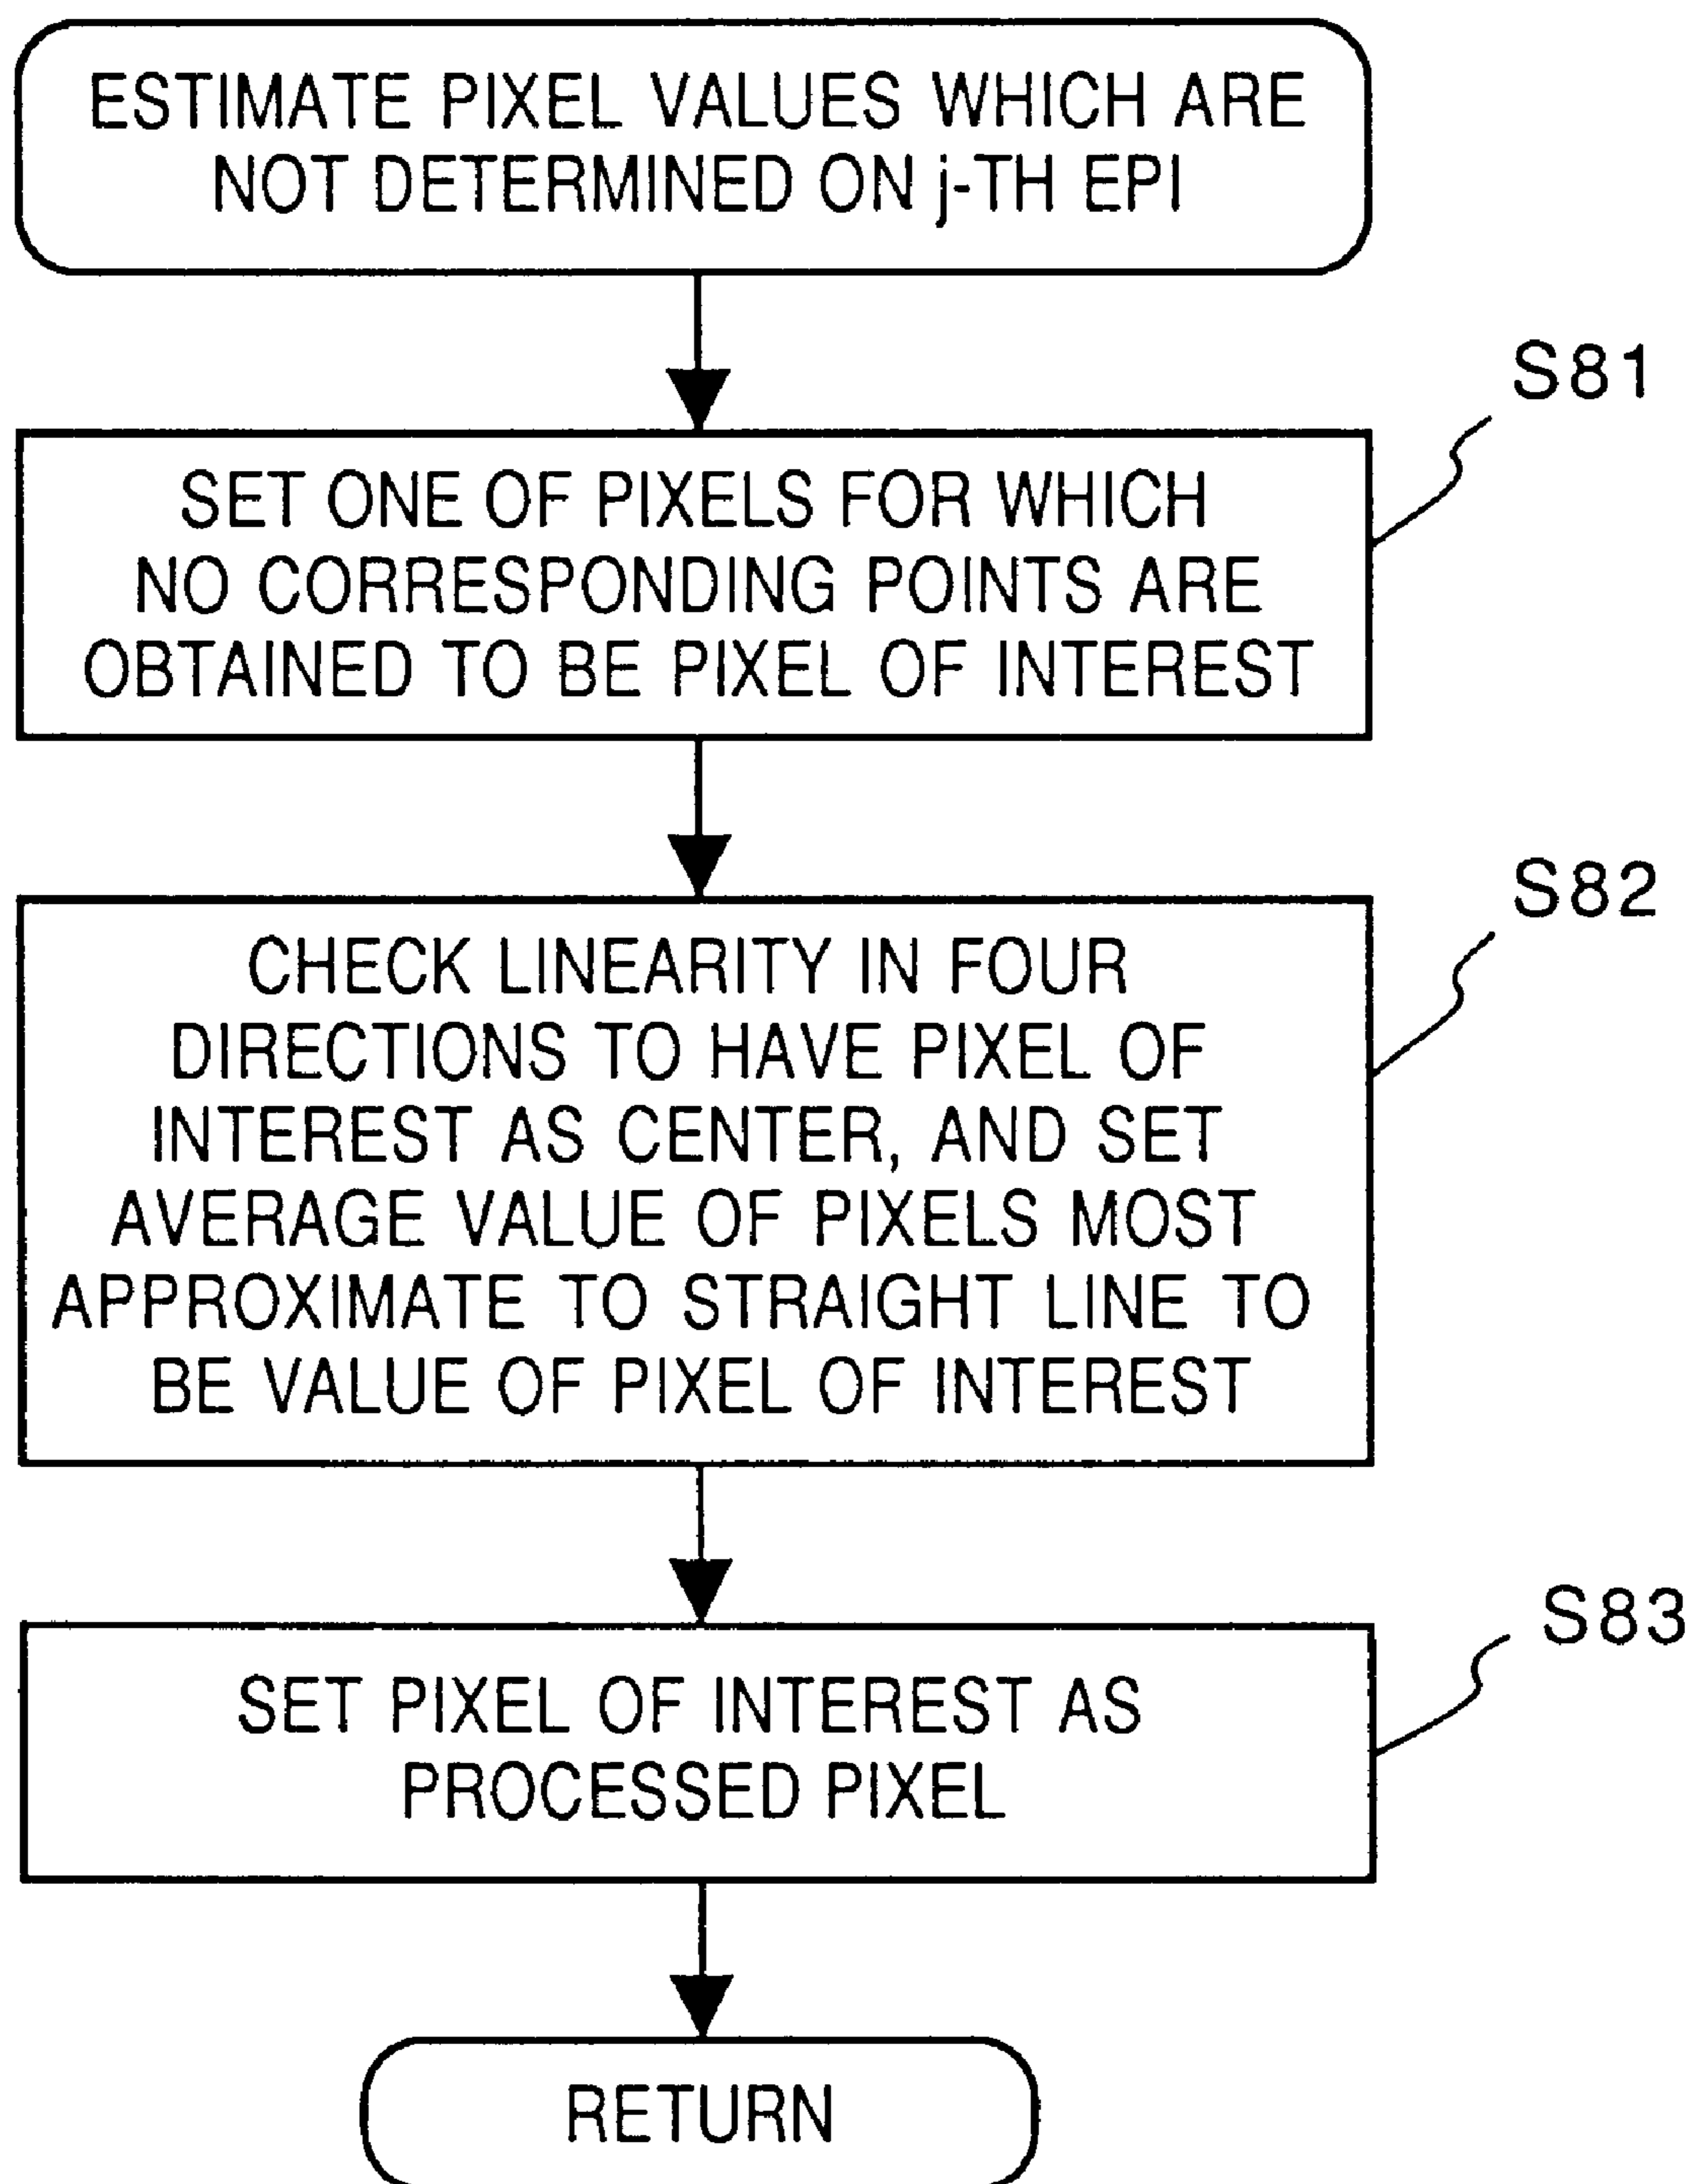 ESTIMATE PIXEL VALUES WHICH ARE
NOT DETERMINED ON j-TH EPI
S81
SET ONE OF PIXELS FOR WHICH
NO CORRESPONDING POINTS ARE
OBTAINED TO BE PIXEL OF INTEREST
S82
CHECK LINEARITY IN FOUR
DIRECTIONS TO HAVE PIXEL OF
INTEREST AS CENTER, AND SET
AVERAGE VALUE OF PIXELS MOST
APPROXIMATE TO STRAIGHT LINE TO
BE VALUE OF PIXEL OF INTEREST
S83
SET PIXEL OF INTEREST AS
PROCESSED PIXEL
RETURN